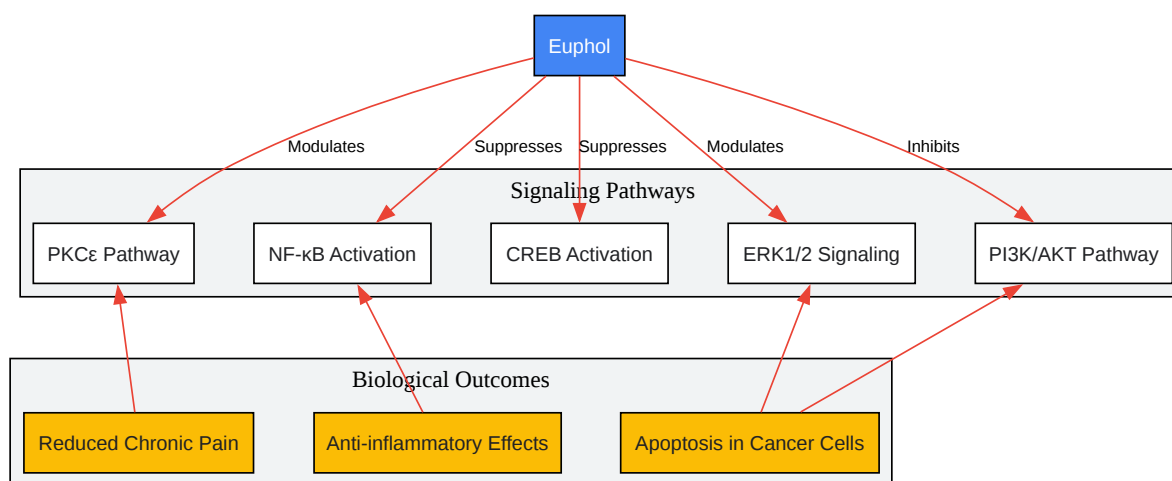 Euphol
Modulates
Suppresses
Suppresses
Modulates
Inhibits
Signaling Pathways
PKCε Pathway
NF-κB Activation
CREB Activation
ERK1/2 Signaling
PI3K/AKT Pathway
Biological Outcomes
Reduced Chronic Pain
Anti-inflammatory Effects
Apoptosis in Cancer Cells